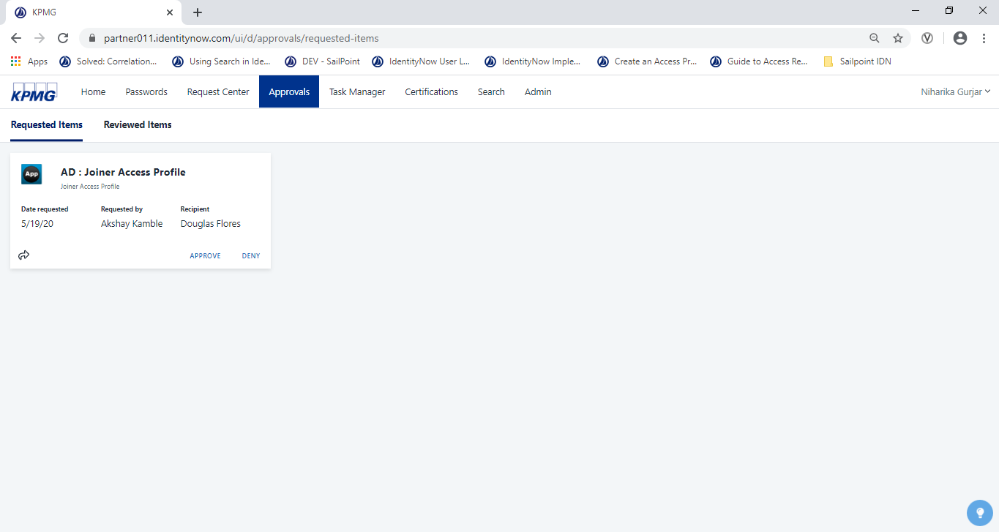 KPMG
partner011.identitynow.com/ui/d/approvals/requested-items
Apps Solved: Correlation... Using Search in Ide... DEV - SailPoint IdentityNow User L... IdentityNow Imple... Create an Access Pr... Guide to Access Re... Sailpoint IDN
KPMG Home Passwords Request Center Approvals Task Manager Certifications Search Admin Niharika Gurjar
Requested Items Reviewed Items
App AD : Joiner Access Profile
Joiner Access Profile
Date requested Requested by Recipient
5/19/20 Akshay Kamble Douglas Flores
APPROVE DENY